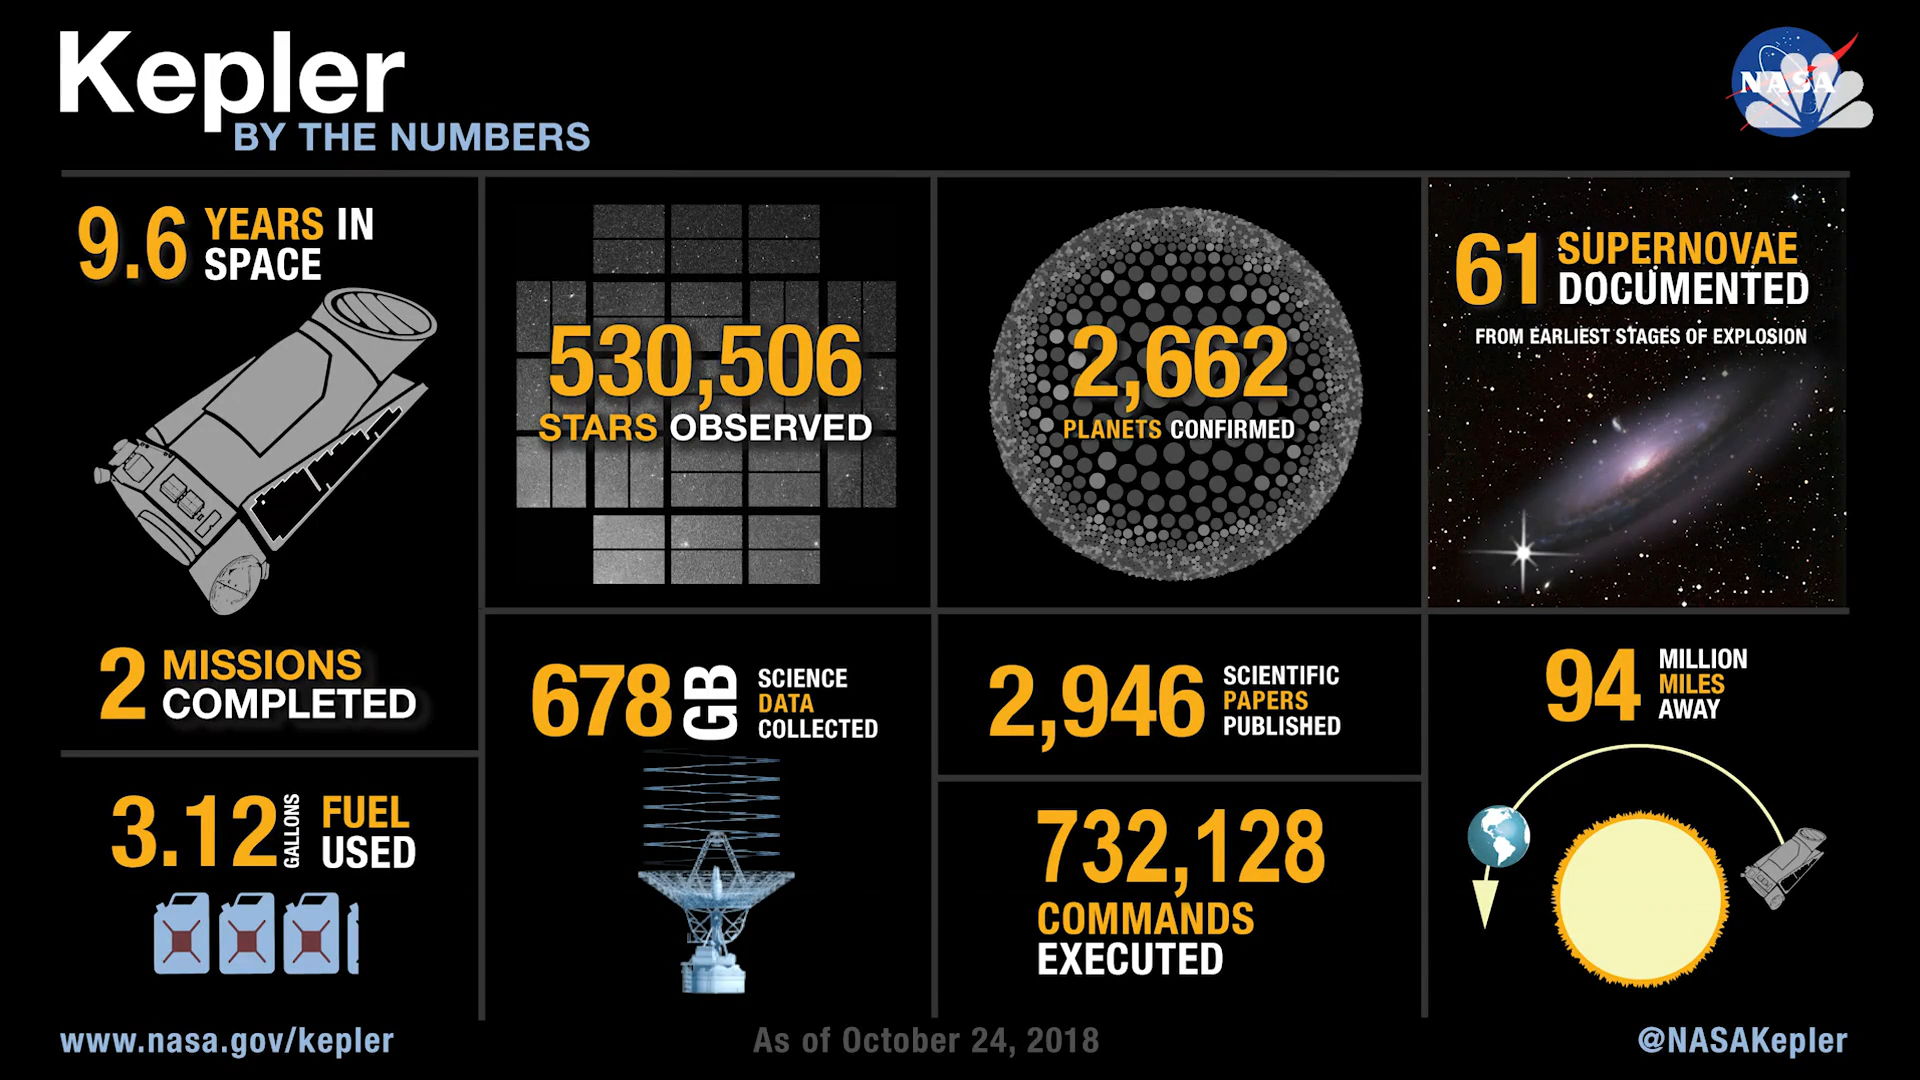 Kepler
BY THE NUMBERS
NASA
9.6 YEARS IN
SPACE
530,506
STARS OBSERVED
2,662
PLANETS CONFIRMED
61 SUPERNOVAE
DOCUMENTED
FROM EARLIEST STAGES OF EXPLOSION
2 MISSIONS
COMPLETED
678 GB SCIENCE
DATA
COLLECTED
2,946 SCIENTIFIC
PAPERS
PUBLISHED
94 MILLION
MILES
AWAY
3.12 GALLONS FUEL
USED
732,128
COMMANDS
EXECUTED
www.nasa.gov/kepler
As of October 24, 2018
@NASAKepler